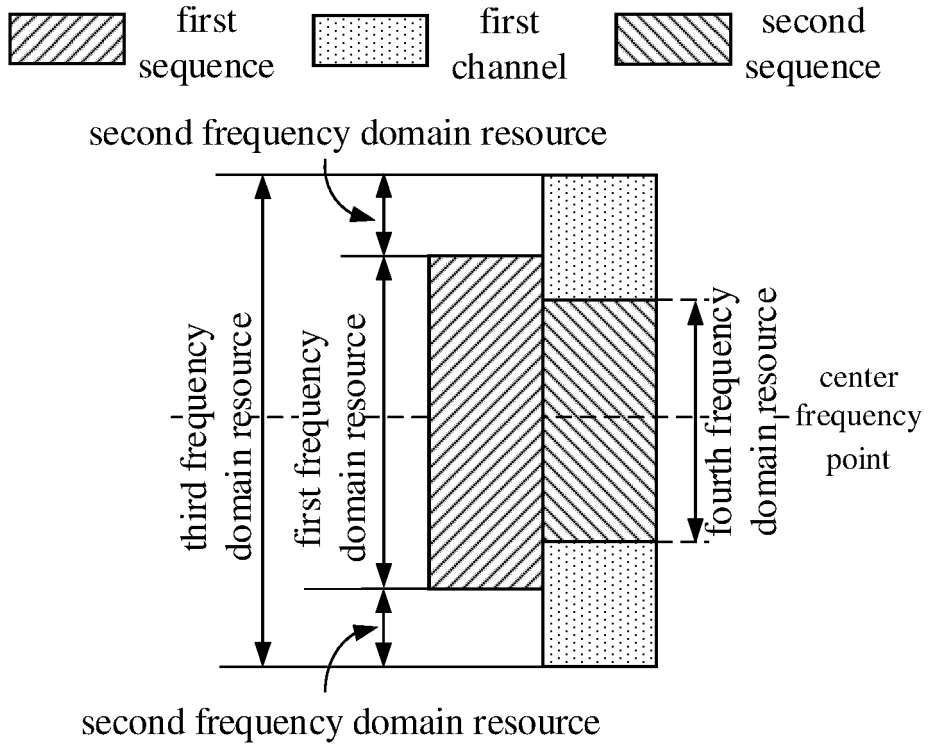 first
sequence
first
channel
second
sequence
second frequency domain resource
third frequency
domain resource
first frequency
domain resource
fourth frequency
domain resource
center
frequency
point
second frequency domain resource